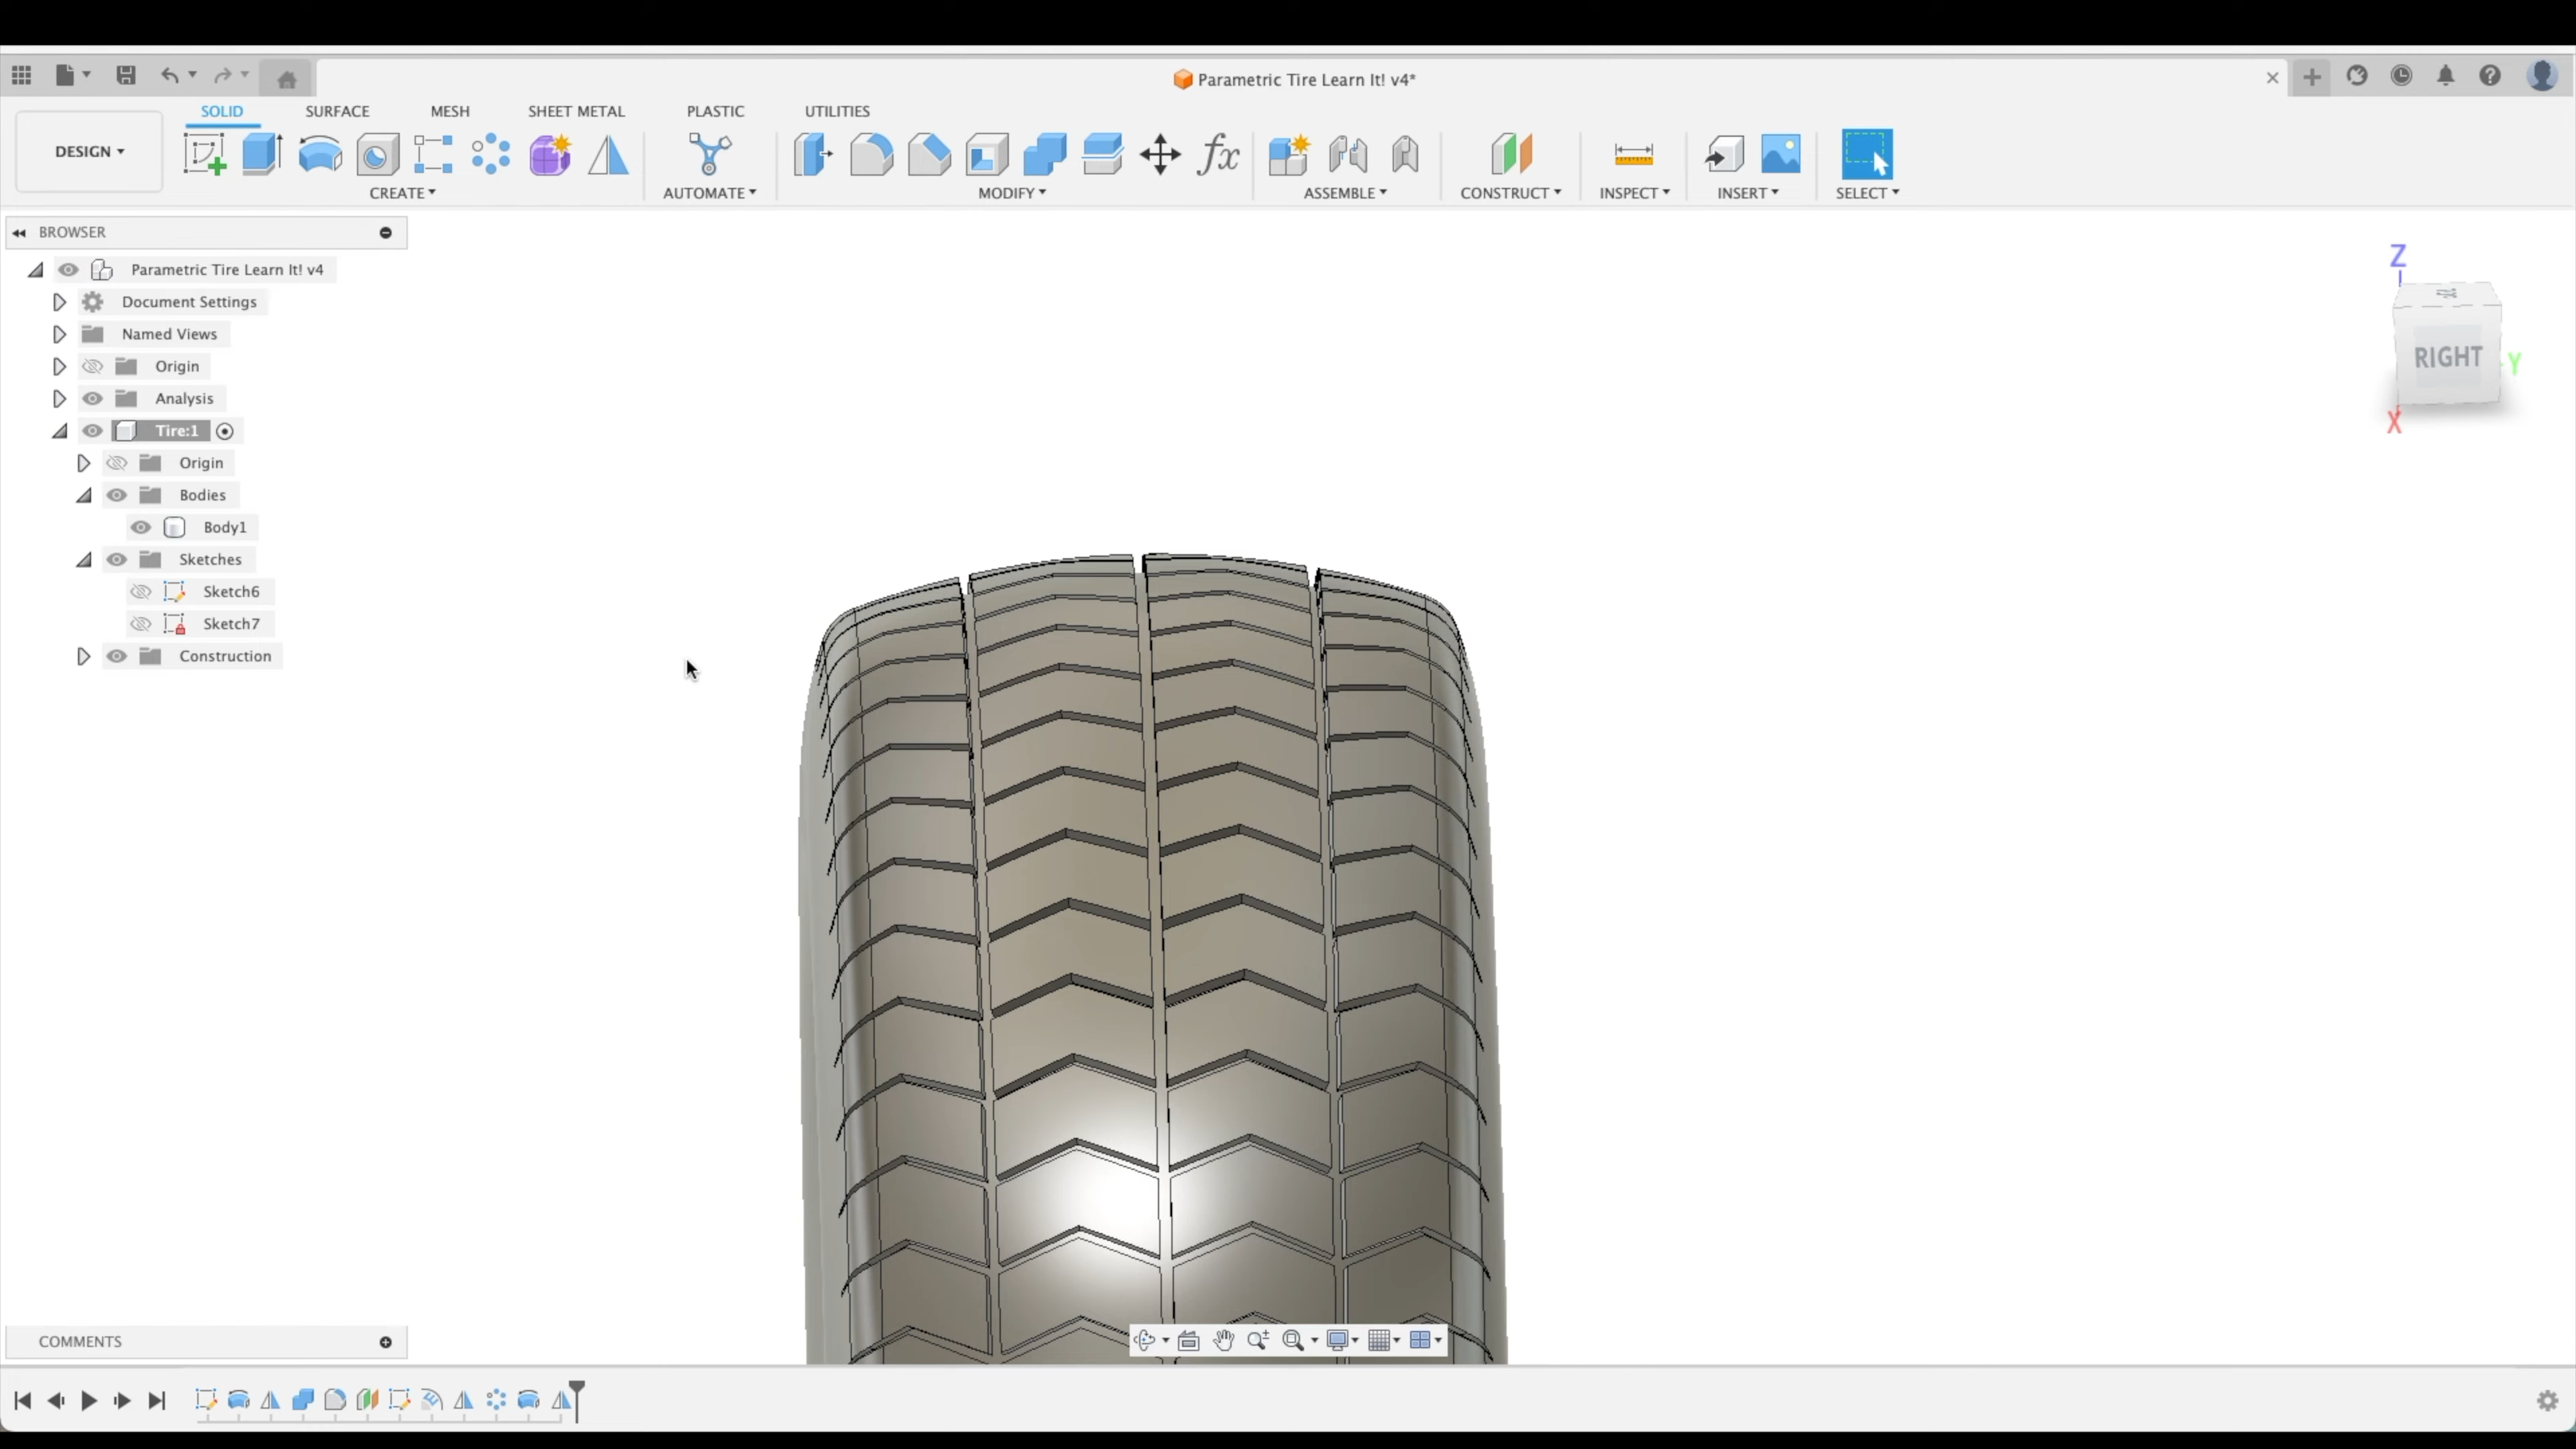 Parametric Tire Learn It! v4*
DESIGN
SOLID SURFACE MESH SHEET METAL PLASTIC UTILITIES
fx
CREATE AUTOMATE MODIFY ASSEMBLE CONSTRUCT INSPECT INSERT SELECT
BROWSER
Parametric Tire Learn It! v4
Document Settings
Named Views
Origin
Analysis
Tire:1
Origin
Bodies
Body1
Sketches
Sketch6
Sketch7
Construction
Z
RIGHT
Y
X
COMMENTS